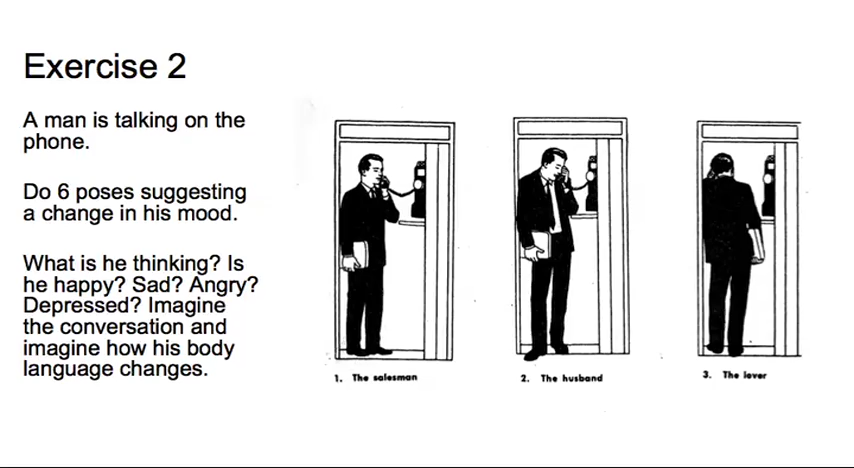 Exercise 2
A man is talking on the
phone.
Do 6 poses suggesting
a change in his mood.
What is he thinking? Is
he happy? Sad? Angry?
Depressed? Imagine
the conversation and
imagine how his body
language changes.
1. The salesman
2. The husband
3. The lover